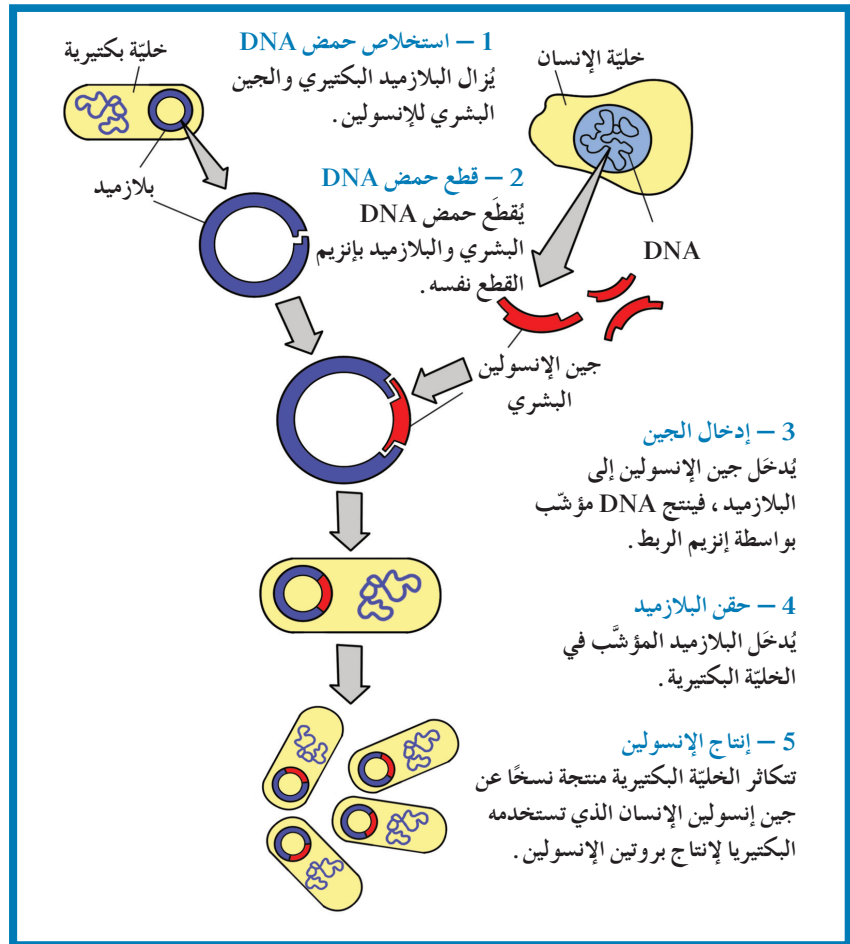 خليّة بكتيرية
1 – استخلاص حمض DNA
يُزال البلازميد البكتيري والجين
البشري للإنسولين .
خليّة الإنسان
بلازميد
2 – قطع حمض DNA
يُقطَع حمض DNA
البشري والبلازميد بإنزيم
القطع نفسه .
DNA
جين الإنسولين
البشري
3 – إدخال الجين
يُدخَل جين الإنسولين إلى
البلازميد ، فينتج DNA مؤشّب
بواسطة إنزيم الربط .
4 – حقن البلازميد
يُدخَل البلازميد المؤشَّب في
الخليّة البكتيرية .
5 – إنتاج الإنسولين
تتكاثر الخليّة البكتيرية منتجة نسخًا عن
جين إنسولين الإنسان الذي تستخدمه
البكتيريا لإنتاج بروتين الإنسولين .